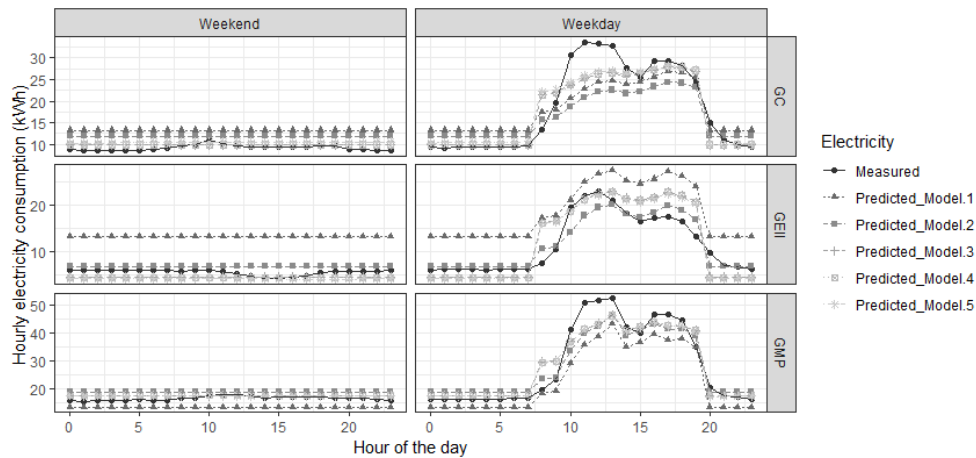 Weekend
Weekday
Hourly electricity consumption (kWh)
30
25
20
15
10
GC
20
10
GEII
50
40
30
20
GMP
0 5 10 15 20
0 5 10 15 20
Hour of the day
Electricity
Measured
Predicted_Model.1
Predicted_Model.2
Predicted_Model.3
Predicted_Model.4
Predicted_Model.5